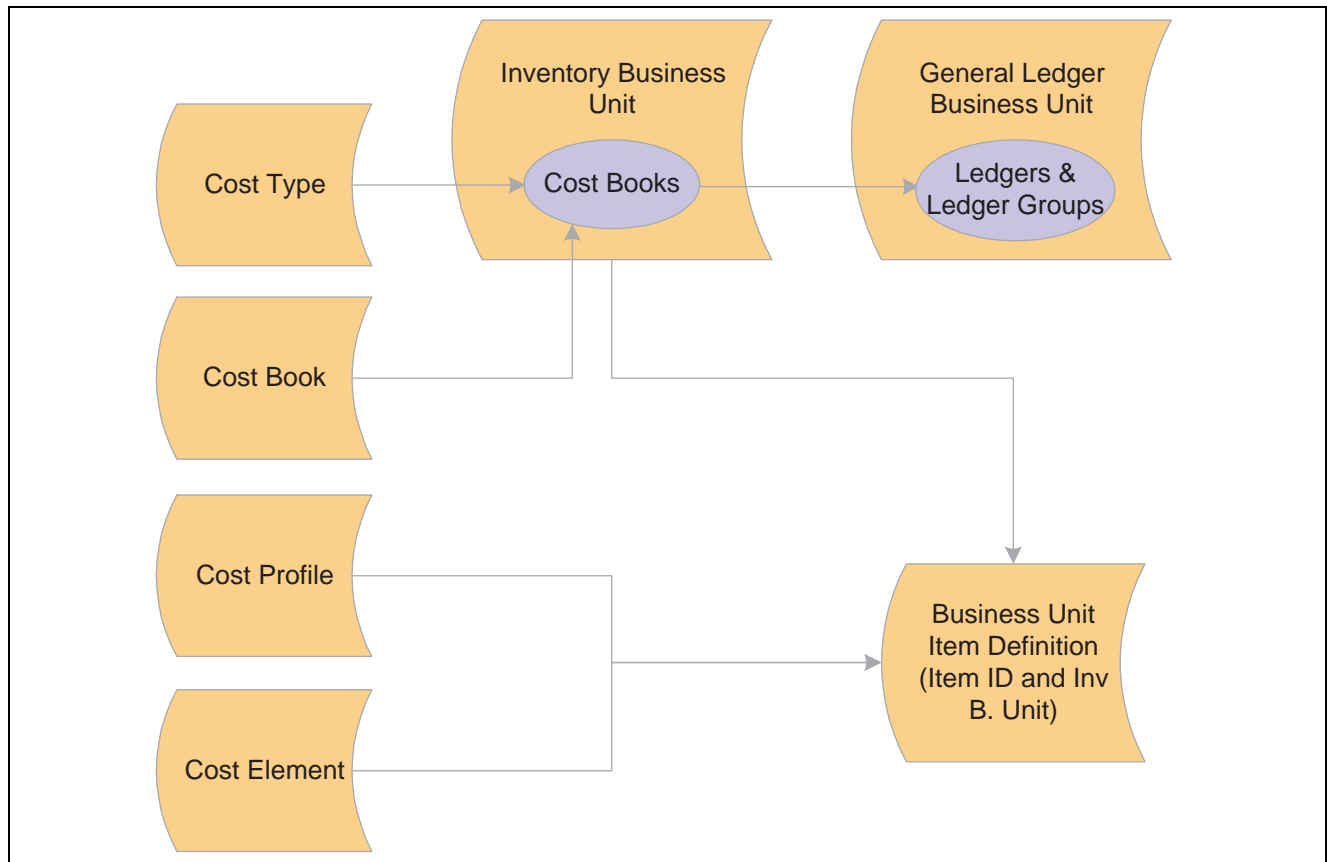 Inventory Business
Unit
General Ledger
Business Unit
Cost Type
Cost Books
Ledgers &
Ledger Groups
Cost Book
Cost Profile
Business Unit
Item Definition
(Item ID and Inv
B. Unit)
Cost Element